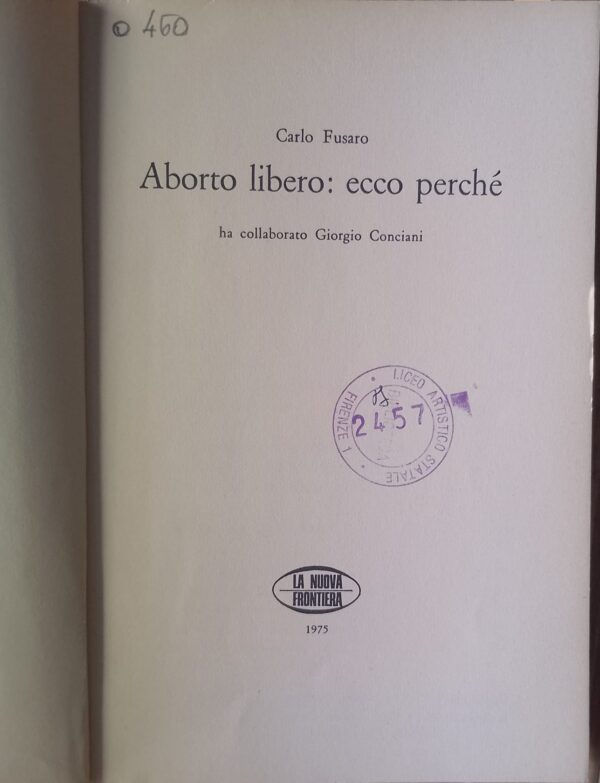 D 460
Carlo Fusaro
Aborto libero: ecco perché
ha collaborato Giorgio Conciani
LICEO ARTISTICO STATALE
FIRENZE 1
2457
LA NUOVA
FRONTIERA
1975